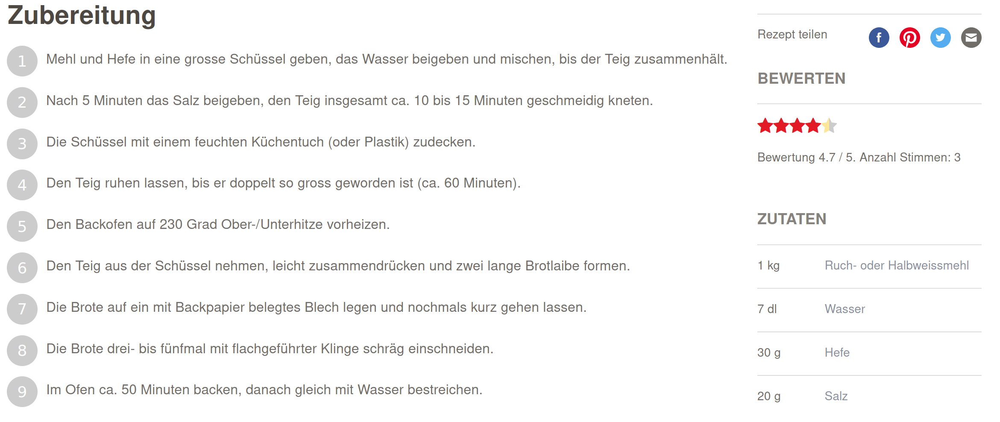 Zubereitung
1 Mehl und Hefe in eine grosse Schüssel geben, das Wasser beigeben und mischen, bis der Teig zusammenhält.
2 Nach 5 Minuten das Salz beigeben, den Teig insgesamt ca. 10 bis 15 Minuten geschmeidig kneten.
3 Die Schüssel mit einem feuchten Küchentuch (oder Plastik) zudecken.
4 Den Teig ruhen lassen, bis er doppelt so gross geworden ist (ca. 60 Minuten).
5 Den Backofen auf 230 Grad Ober-/Unterhitze vorheizen.
6 Den Teig aus der Schüssel nehmen, leicht zusammendrücken und zwei lange Brotlaibe formen.
7 Die Brote auf ein mit Backpapier belegtes Blech legen und nochmals kurz gehen lassen.
8 Die Brote drei- bis fünfmal mit flachgeführter Klinge schräg einschneiden.
9 Im Ofen ca. 50 Minuten backen, danach gleich mit Wasser bestreichen.
Rezept teilen
BEWERTEN
Bewertung 4.7 / 5. Anzahl Stimmen: 3
ZUTATEN
1 kg Ruch- oder Halbweissmehl
7 dl Wasser
30 g Hefe
20 g Salz